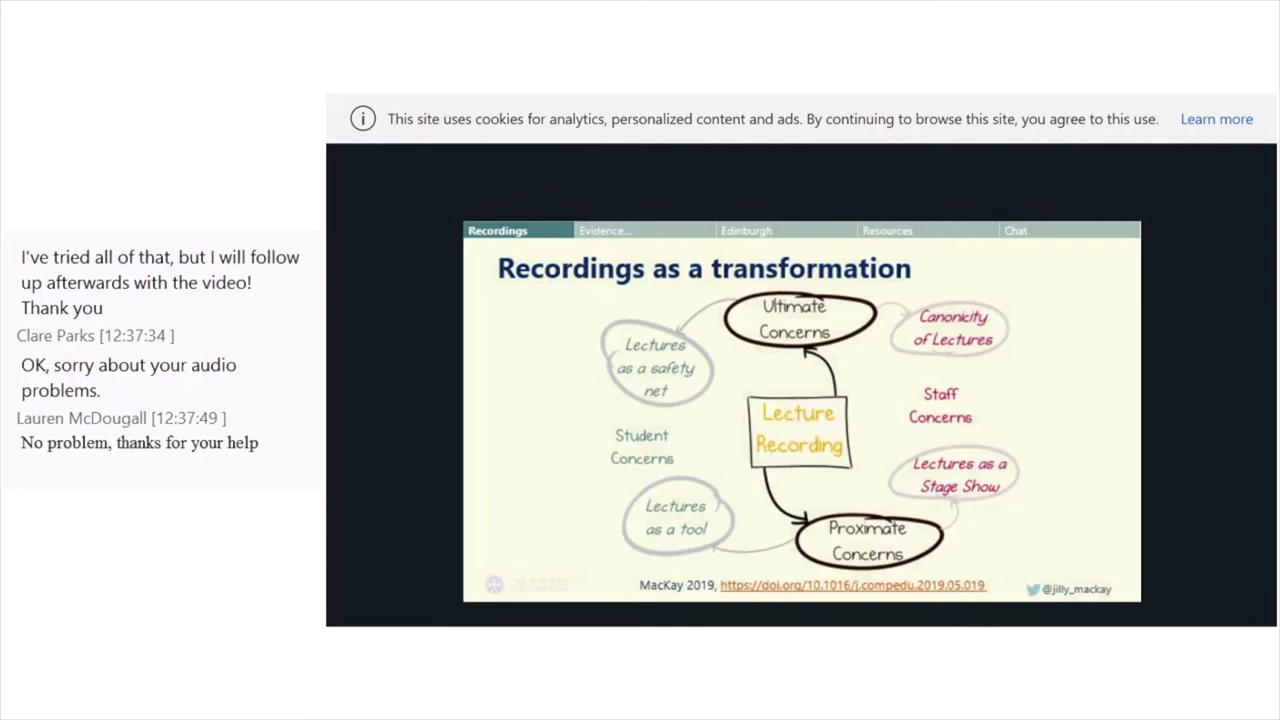 This site uses cookies for analytics, personalized content and ads. By continuing to browse this site, you agree to this use. Learn more
I've tried all of that, but I will follow
up afterwards with the video!
Thank you
Clare Parks [12:37:34 ]
OK, sorry about your audio
problems.
Lauren McDougall [12:37:49 ]
No problem, thanks for your help
Recordings Evidence... Edinburgh Resources Chat
Recordings as a transformation
Ultimate
Concerns
Canonicity
of Lectures
Lectures
as a safety
net
Staff
Concerns
Lecture
Recording
Student
Concerns
Lectures as a
Stage Show
Lectures
as a tool
Proximate
Concerns
MacKay 2019, https://doi.org/10.1016/j.compedu.2019.05.019
@jilly_mackay